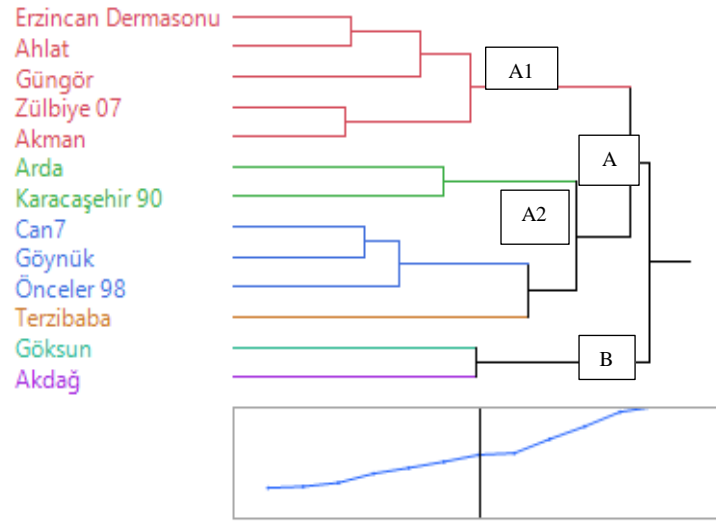 Erzincan Dermasonu
Ahlat
Güngör
Zülbiye 07
Akman
Arda
Karacaşehir 90
Can7
Göynük
Önceler 98
Terzibaba
Göksun
Akdağ
A1
A
A2
B